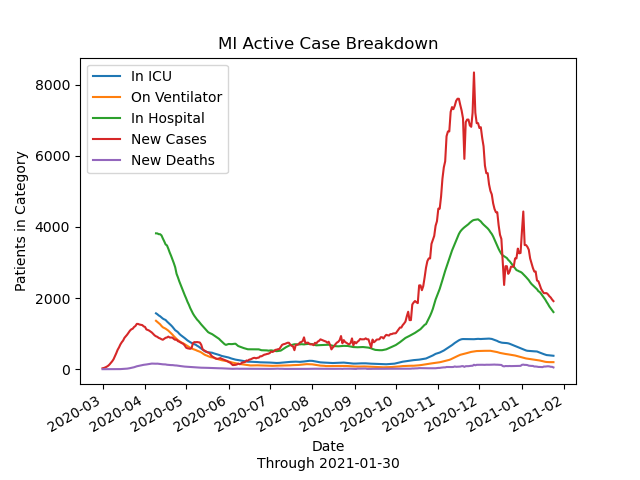 MI Active Case Breakdown
In ICU
On Ventilator
In Hospital
New Cases
New Deaths
Patients in Category
8000
6000
4000
2000
0
2020-03
2020-04
2020-05
2020-06
2020-07
2020-08
2020-09
2020-10
2020-11
2020-12
2021-01
2021-02
Date
Through 2021-01-30